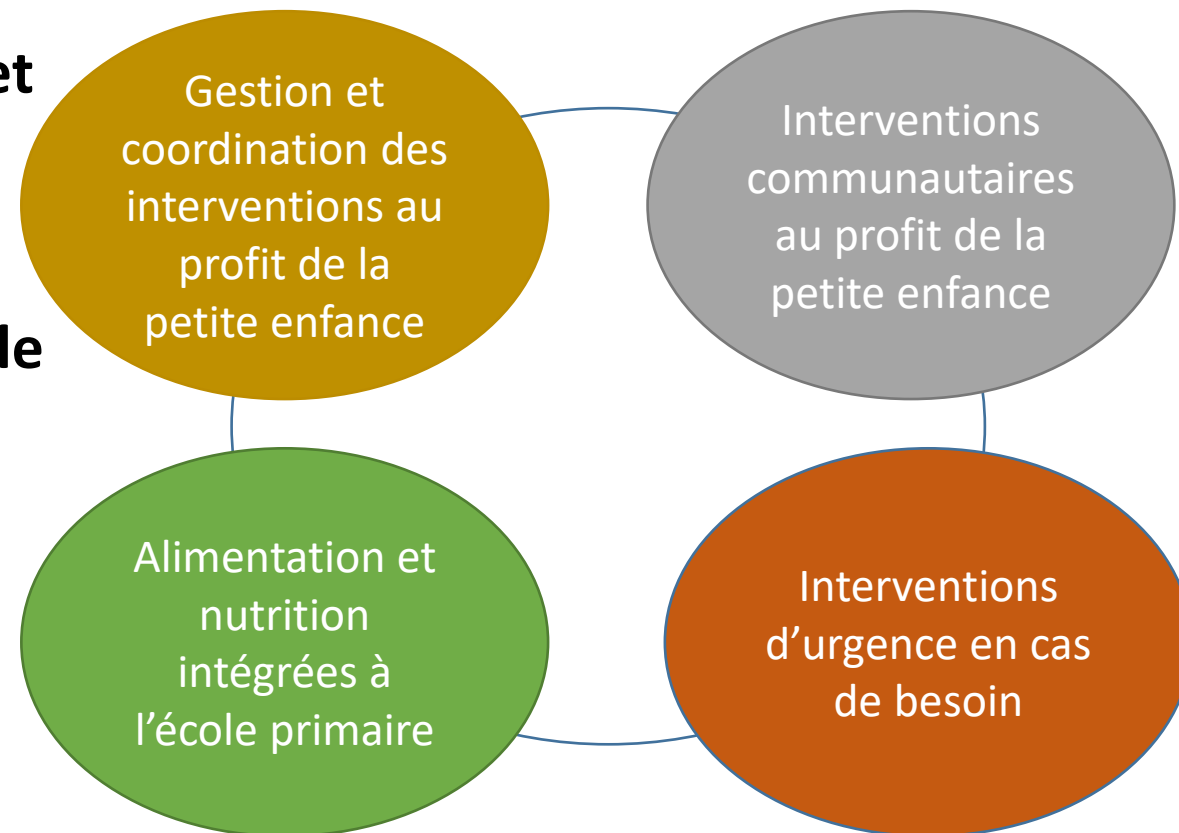 et
de
Gestion et
coordination des
interventions au
profit de la
petite enfance
Interventions
communautaires
au profit de la
petite enfance
Alimentation et
nutrition
intégrées à
l'école primaire
Interventions
d'urgence en cas
de besoin